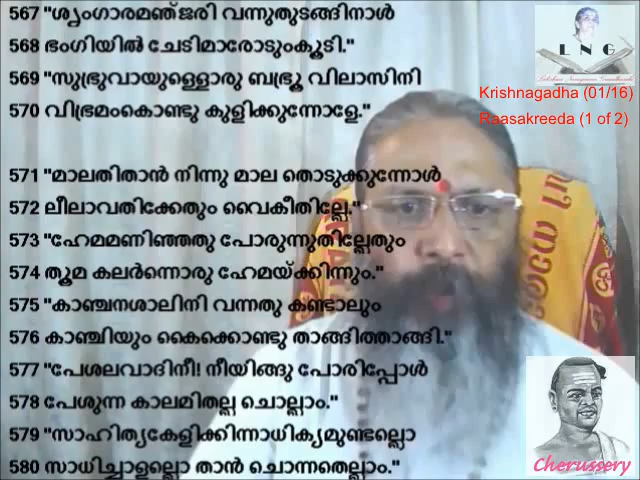 567 "ശൃംഗാരമഞ്ജരി വന്നുതുടങ്ങിനാൾ
568 ഭംഗിയിൽ ചേടിമാരോടുംകൂടി."
569 "സുഭ്രുവായുള്ളൊരു ബഭ്രൂ വിലാസിനി
570 വിഭ്രമംകൊണ്ടു കുളിക്കുന്നോളേ."
571 "മാലതിതാൻ നിന്നു മാല തൊടുക്കുന്നോൾ
572 ലീലാവതിക്കേതും വൈകീതില്ലേ."
573 "ഹേമമണിഞ്ഞതു പോരുന്നുതില്ലേതും
574 തൂമ കലർന്നൊരു ഹേമയ്ക്കിന്നും."
575 "കാഞ്ചനശാലിനി വന്നതു കണ്ടാലും
576 കാഞ്ചിയും കൈക്കൊണ്ടു താങ്ങിത്താങ്ങി."
577 "പേശലവാദിനീ! നീയിങ്ങു പോരിപ്പോൾ
578 പേശുന്ന കാലമിതല്ല ചൊല്ലാം."
579 "സാഹിത്യകേളിക്കിന്നാധിക്യമുണ്ടല്ലൊ
580 സാധിച്ചാളല്ലൊ താൻ ചൊന്നതെല്ലാം."
L N G
Krishnagadha (01/16)
Raasakreeda (1 of 2)
Cherussery